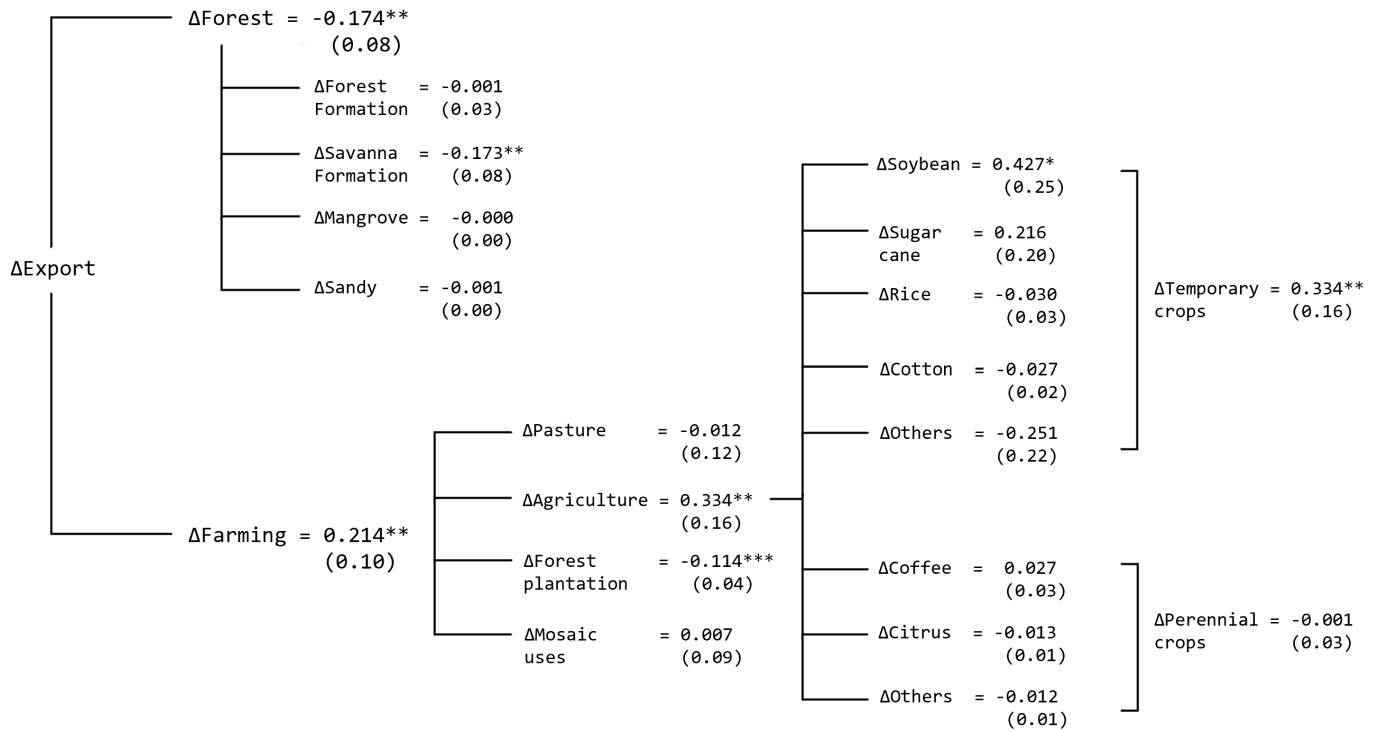 ΔExport
ΔForest = -0.174**
(0.08)
ΔForest = -0.001
Formation (0.03)
ΔSavanna = -0.173**
Formation (0.08)
ΔMangrove = -0.000
(0.00)
ΔSandy = -0.001
(0.00)
ΔFarming = 0.214**
(0.10)
ΔPasture = -0.012
(0.12)
ΔAgriculture = 0.334**
(0.16)
ΔForest = -0.114***
plantation (0.04)
ΔMosaic = 0.007
uses (0.09)
ΔSoybean = 0.427*
(0.25)
ΔSugar = 0.216
cane (0.20)
ΔRice = -0.030
(0.03)
ΔCotton = -0.027
(0.02)
ΔOthers = -0.251
(0.22)
ΔCoffee = 0.027
(0.03)
ΔCitrus = -0.013
(0.01)
ΔOthers = -0.012
(0.01)
ΔTemporary = 0.334**
crops (0.16)
ΔPerennial = -0.001
crops (0.03)